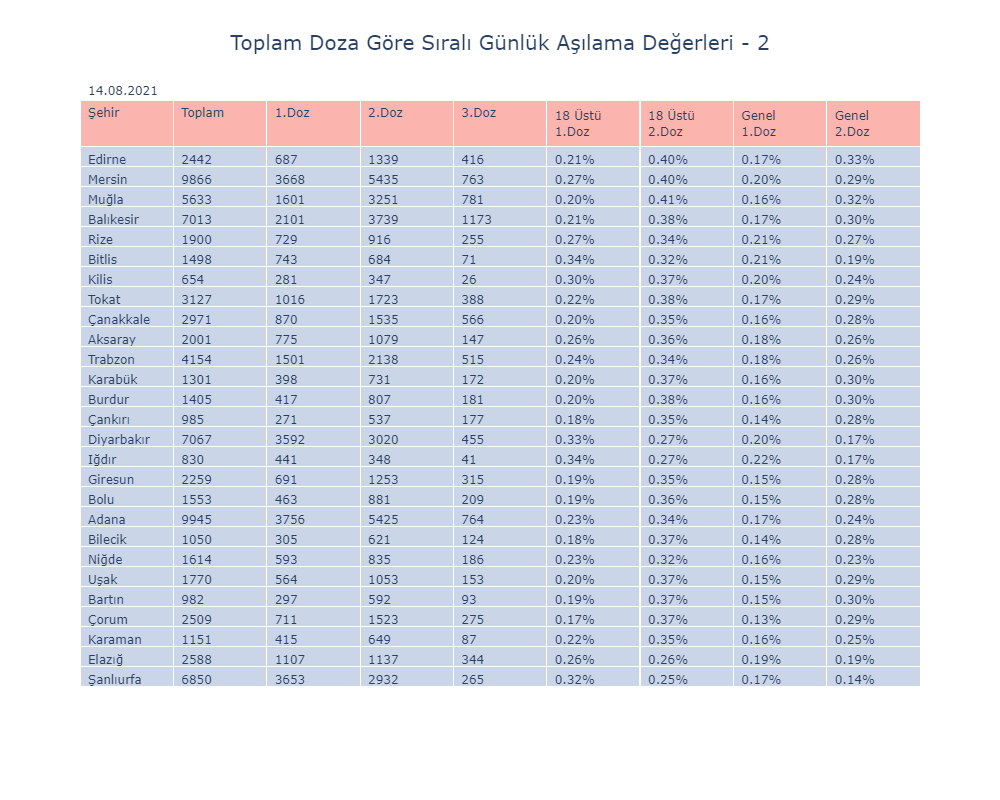 Toplam Doza Göre Sıralı Günlük Aşılama Değerleri - 2
14.08.2021
Şehir Toplam 1.Doz 2.Doz 3.Doz 18 Üstü 1.Doz 18 Üstü 2.Doz Genel 1.Doz Genel 2.Doz
Edirne 2442 687 1339 416 0.21% 0.40% 0.17% 0.33%
Mersin 9866 3668 5435 763 0.27% 0.40% 0.20% 0.29%
Muğla 5633 1601 3251 781 0.20% 0.41% 0.16% 0.32%
Balıkesir 7013 2101 3739 1173 0.21% 0.38% 0.17% 0.30%
Rize 1900 729 916 255 0.27% 0.34% 0.21% 0.27%
Bitlis 1498 743 684 71 0.34% 0.32% 0.21% 0.19%
Kilis 654 281 347 26 0.30% 0.37% 0.20% 0.24%
Tokat 3127 1016 1723 388 0.22% 0.38% 0.17% 0.29%
Çanakkale 2971 870 1535 566 0.20% 0.35% 0.16% 0.28%
Aksaray 2001 775 1079 147 0.26% 0.36% 0.18% 0.26%
Trabzon 4154 1501 2138 515 0.24% 0.34% 0.18% 0.26%
Karabük 1301 398 731 172 0.20% 0.37% 0.16% 0.30%
Burdur 1405 417 807 181 0.20% 0.38% 0.16% 0.30%
Çankırı 985 271 537 177 0.18% 0.35% 0.14% 0.28%
Diyarbakır 7067 3592 3020 455 0.33% 0.27% 0.20% 0.17%
Iğdır 830 441 348 41 0.34% 0.27% 0.22% 0.17%
Giresun 2259 691 1253 315 0.19% 0.35% 0.15% 0.28%
Bolu 1553 463 881 209 0.19% 0.36% 0.15% 0.28%
Adana 9945 3756 5425 764 0.23% 0.34% 0.17% 0.24%
Bilecik 1050 305 621 124 0.18% 0.37% 0.14% 0.28%
Niğde 1614 593 835 186 0.23% 0.32% 0.16% 0.23%
Uşak 1770 564 1053 153 0.20% 0.37% 0.15% 0.29%
Bartın 982 297 592 93 0.19% 0.37% 0.15% 0.30%
Çorum 2509 711 1523 275 0.17% 0.37% 0.13% 0.29%
Karaman 1151 415 649 87 0.22% 0.35% 0.16% 0.25%
Elazığ 2588 1107 1137 344 0.26% 0.26% 0.19% 0.19%
Şanlıurfa 6850 3653 2932 265 0.32% 0.25% 0.17% 0.14%